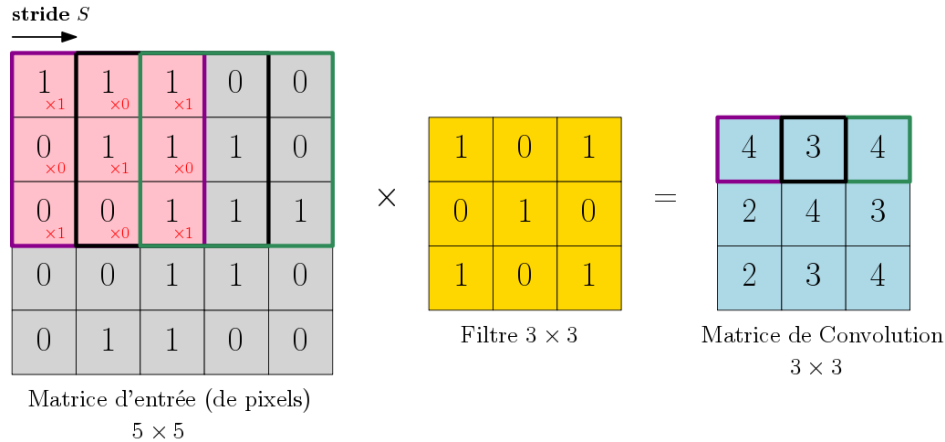 stride S
1 ×1 1 ×0 1 ×1 0 0
0 ×0 1 ×1 1 ×0 1 0
0 ×1 0 ×0 1 ×1 1 1
0 0 1 1 0
0 1 1 0 0
Matrice d'entrée (de pixels)
5 × 5
×
1 0 1
0 1 0
1 0 1
Filtre 3 × 3
=
4 3 4
2 4 3
2 3 4
Matrice de Convolution
3 × 3